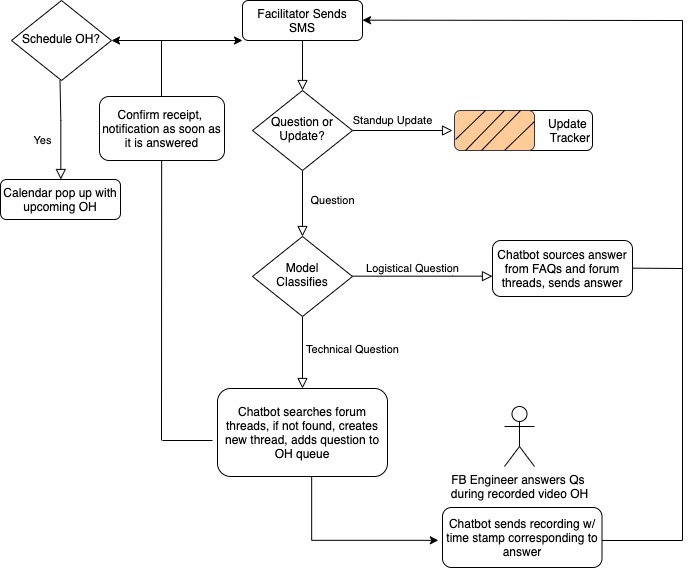 Facilitator Sends
SMS
Schedule OH?
Confirm receipt,
notification as soon as
it is answered
Question or
Update?
Standup Update
Update
Tracker
Yes
Calendar pop up with
upcoming OH
Question
Model
Classifies
Logistical Question
Chatbot sources answer
from FAQs and forum
threads, sends answer
Technical Question
Chatbot searches forum
threads, if not found, creates
new thread, adds question to
OH queue
FB Engineer answers Qs
during recorded video OH
Chatbot sends recording w/
time stamp corresponding to
answer